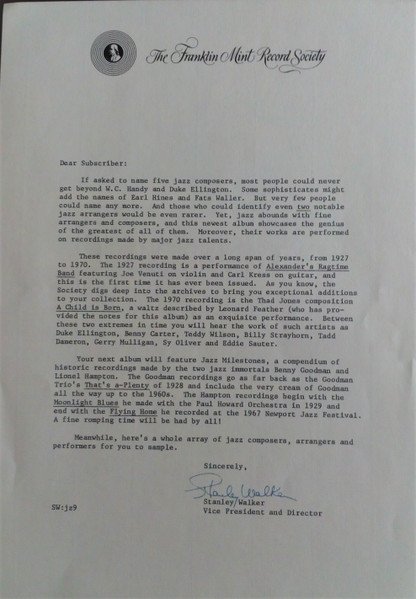 The Franklin Mint Record Society
Dear Subscriber:
If asked to name five jazz composers, most people could never
get beyond W.C. Handy and Duke Ellington. Some sophisticates might
add the names of Earl Hines and Fats Waller. But very few people
could name any more. And those who could identify even two notable
jazz arrangers would be even rarer. Yet, jazz abounds with fine
arrangers and composers, and this newest album showcases the genius
of the greatest of all of them. Moreover, their works are performed
on recordings made by major jazz talents.
These recordings were made over a long span of years, from 1927
to 1970. The 1927 recording is a performance of Alexander's Ragtime
Band featuring Joe Venuti on violin and Carl Kress on guitar, and
this is the first time it has ever been issued. As you know, the
Society digs deep into the archives to bring you exceptional additions
to your collection. The 1970 recording is the Thad Jones composition
A Child is Born, a waltz described by Leonard Feather (who has pro-
vided the notes for this album) as an exquisite performance. Between
these two extremes in time you will hear the work of such artists as
Duke Ellington, Benny Carter, Teddy Wilson, Billy Strayhorn, Tadd
Dameron, Gerry Mulligan, Sy Oliver and Eddie Sauter.
Your next album will feature Jazz Milestones, a compendium of
historic recordings made by the two jazz immortals Benny Goodman and
Lionel Hampton. The Goodman recordings go as far back as the Goodman
Trio's That's a-Plenty of 1928 and include the very cream of Goodman
all the way up to the 1960s. The Hampton recordings begin with the
Moonlight Blues he made with the Paul Howard Orchestra in 1929 and
end with the Flying Home he recorded at the 1967 Newport Jazz Festival.
A fine romping time will be had by all!
Meanwhile, here's a whole array of jazz composers, arrangers and
performers for you to sample.
Sincerely,
Stanley Walker
Stanley Walker
Vice President and Director
SW:jz9